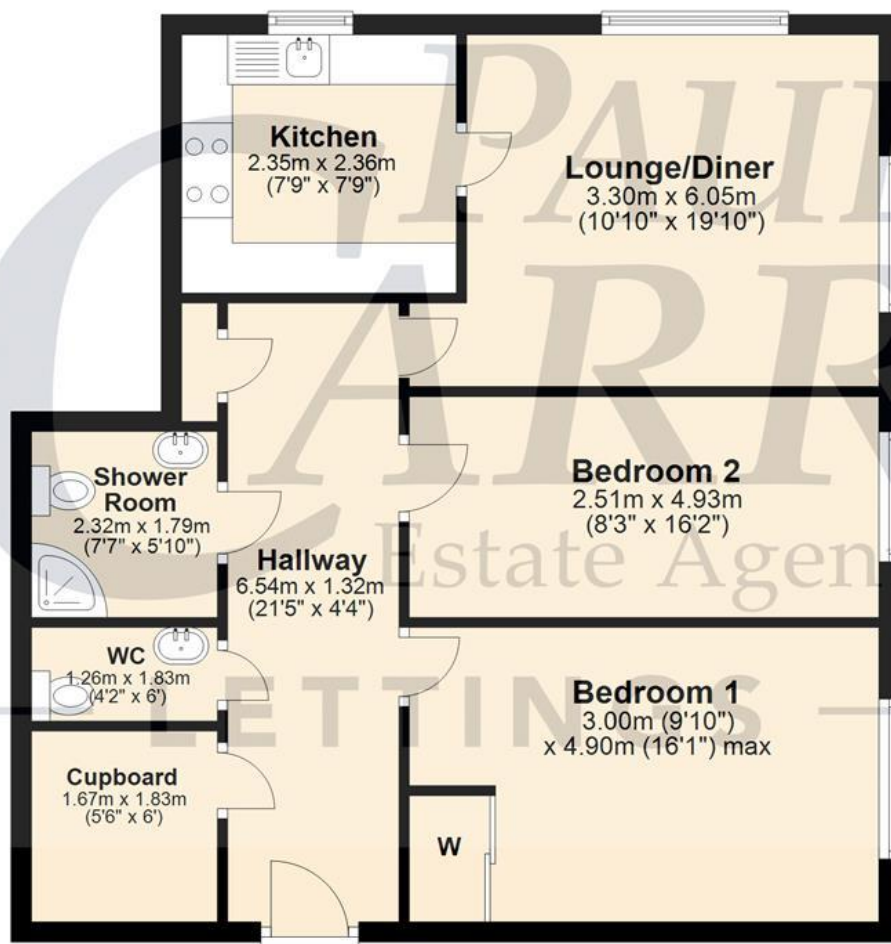 Kitchen
2.35m x 2.36m
(7'9" x 7'9")
Lounge/Diner
3.30m x 6.05m
(10'10" x 19'10")
Shower
Room
2.32m x 1.79m
(7'7" x 5'10")
Hallway
6.54m x 1.32m
(21'5" x 4'4")
Bedroom 2
2.51m x 4.93m
(8'3" x 16'2")
WC
1.26m x 1.83m
(4'2" x 6')
Bedroom 1
3.00m (9'10")
x 4.90m (16'1") max
Cupboard
1.67m x 1.83m
(5'6" x 6')
W
PAUL
CARR
Estate Agen
LETTINGS